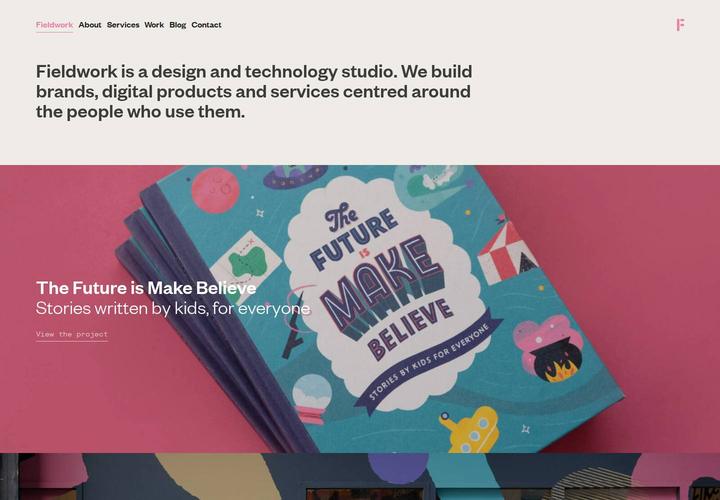 Fieldwork About Services Work Blog Contact
F
Fieldwork is a design and technology studio. We build
brands, digital products and services centred around
the people who use them.
The Future is Make Believe
Stories written by kids, for everyone
View the project
The
FUTURE
IS
MAKE
BELIEVE
STORIES BY KIDS FOR EVERYONE